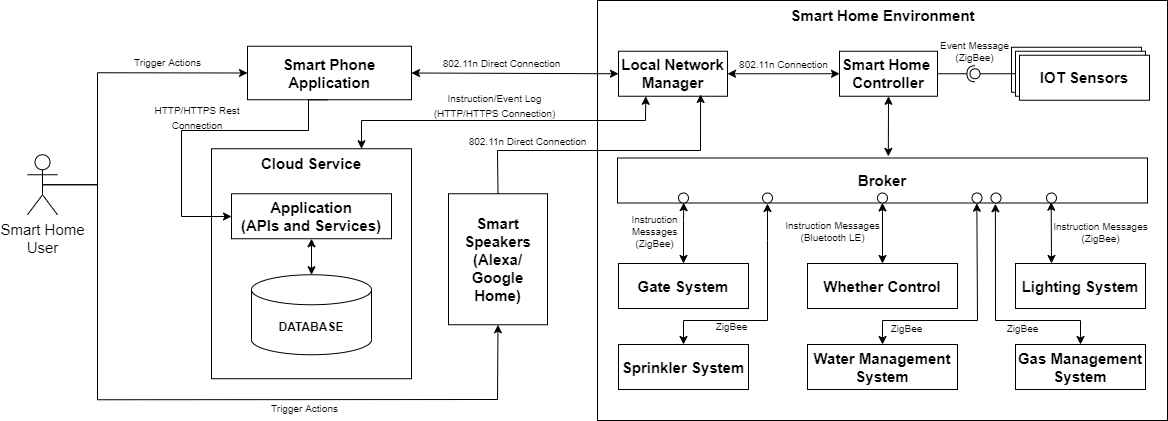 Smart Home Environment
Event Message
(ZigBee)
Trigger Actions
Smart Phone
Application
802.11n Direct Connection
Local Network
Manager
802.11n Connection
Smart Home
Controller
IOT Sensors
HTTP/HTTPS Rest
Connection
Instruction/Event Log
(HTTP/HTTPS Connection)
802.11n Direct Connection
Cloud Service
Broker
Smart Home
User
Application
(APIs and Services)
Smart
Speakers
(Alexa/
Google
Home)
DATABASE
Instruction
Messages
(ZigBee)
Instruction Messages
(Bluetooth LE)
Instruction Messages
(ZigBee)
Gate System
Whether Control
Lighting System
ZigBee
ZigBee
ZigBee
Sprinkler System
Water Management
System
Gas Management
System
Trigger Actions